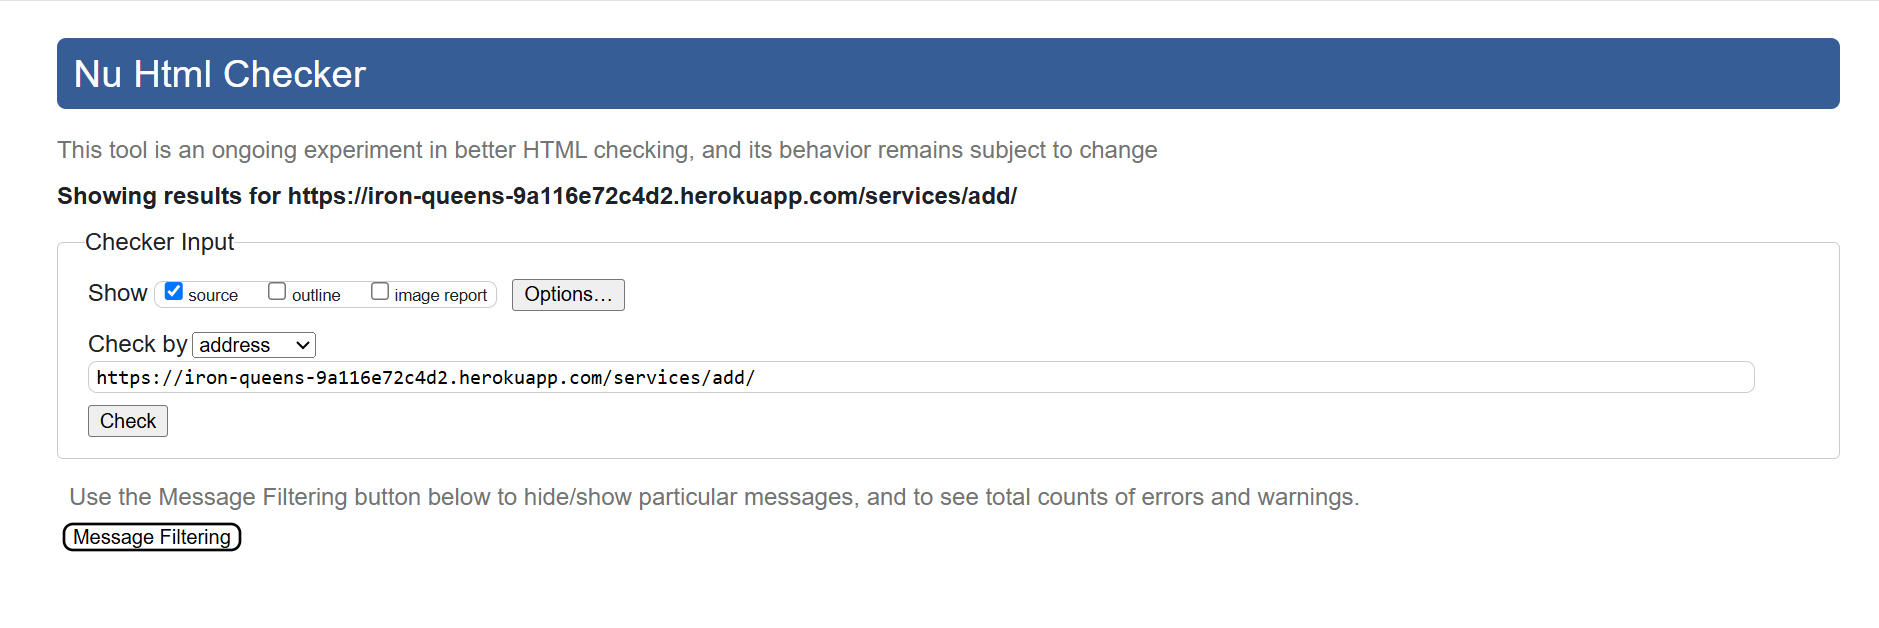 Nu Html Checker
This tool is an ongoing experiment in better HTML checking, and its behavior remains subject to change
Showing results for https://iron-queens-9a116e72c4d2.herokuapp.com/services/add/
Checker Input
Show source outline image report Options...
Check by address
https://iron-queens-9a116e72c4d2.herokuapp.com/services/add/
Check
Use the Message Filtering button below to hide/show particular messages, and to see total counts of errors and warnings.
Message Filtering